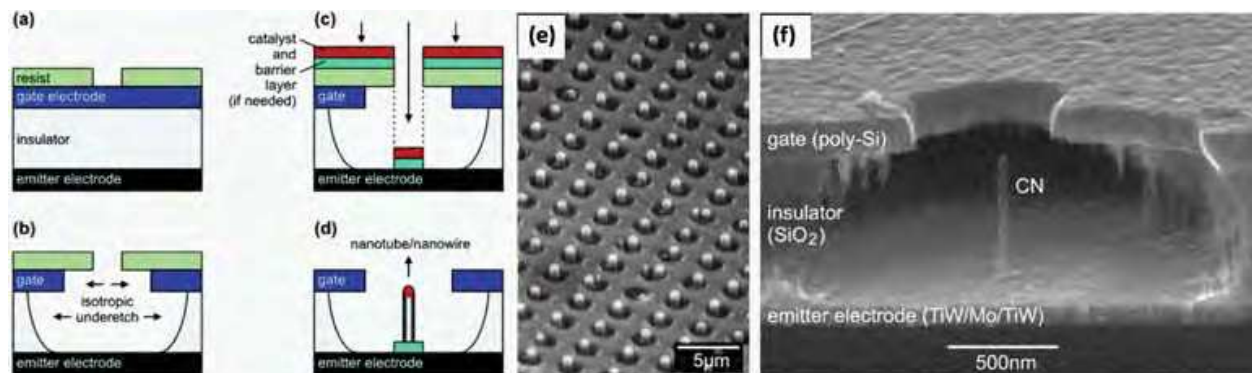 (a)
resist
gate electrode
insulator
emitter electrode
(b)
gate
isotropic
underetch
emitter electrode
(c)
catalyst
and
barrier
layer
(if needed)
gate
emitter electrode
(d)
nanotube/nanowire
gate
emitter electrode
(e)
5μm
(f)
gate (poly-Si)
CN
insulator
(SiO₂)
emitter electrode (TiW/Mo/TiW)
500nm